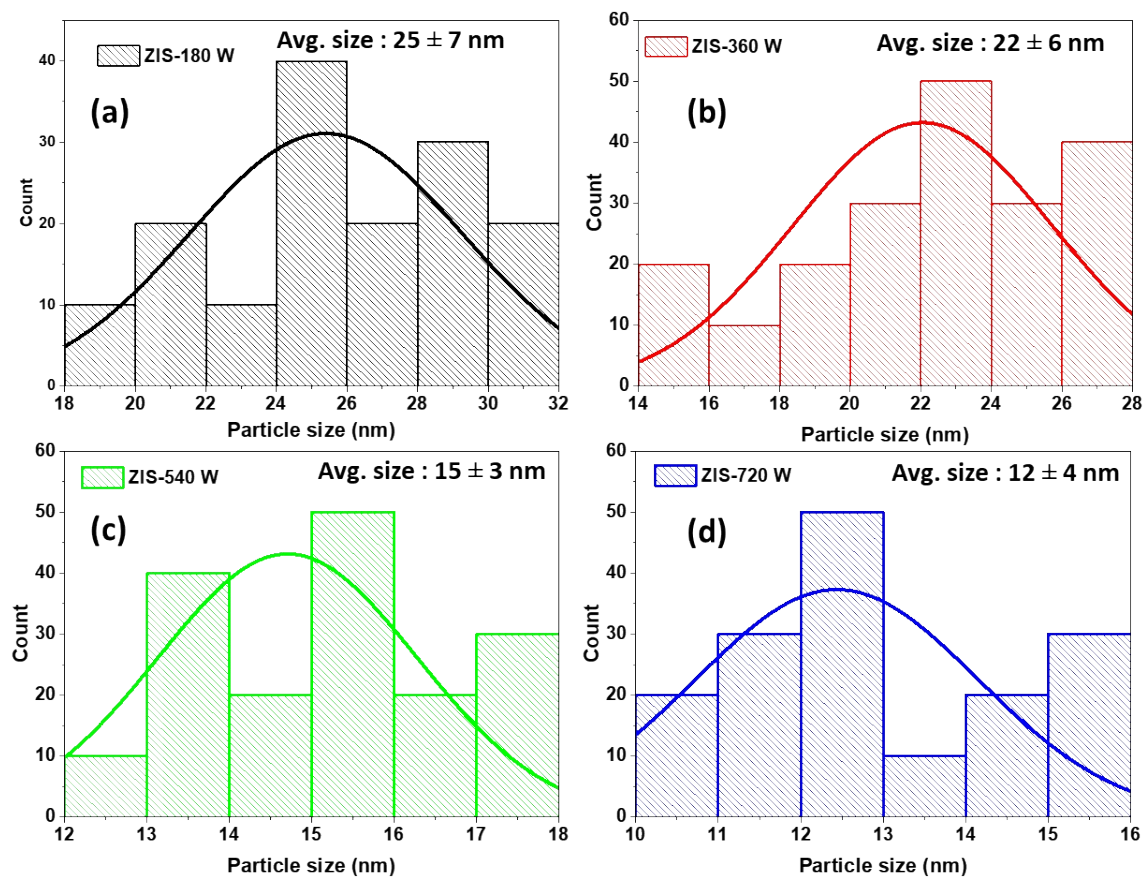 ZIS-180 W
Avg. size : 25 ± 7 nm
(a)
Count
40
30
20
10
0
18 20 22 24 26 28 30 32
Particle size (nm)
ZIS-360 W
Avg. size : 22 ± 6 nm
(b)
Count
60
50
40
30
20
10
0
14 16 18 20 22 24 26 28
Particle size (nm)
ZIS-540 W
Avg. size : 15 ± 3 nm
(c)
Count
60
50
40
30
20
10
0
12 13 14 15 16 17 18
Particle size (nm)
ZIS-720 W
Avg. size : 12 ± 4 nm
(d)
Count
60
50
40
30
20
10
0
10 11 12 13 14 15 16
Particle size (nm)